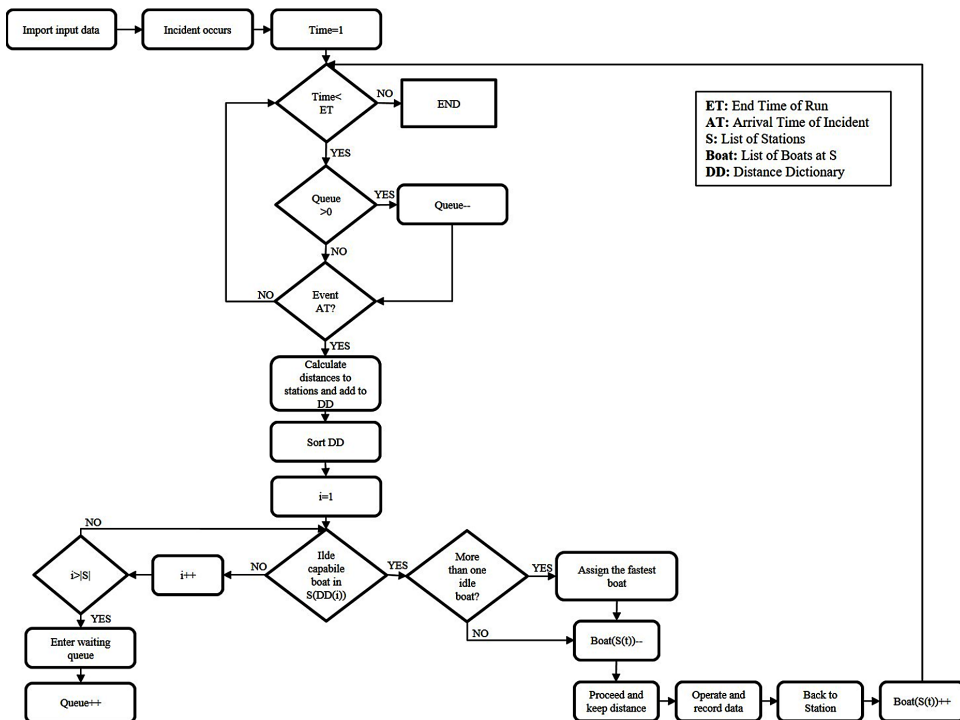 Import input data
Incident occurs
Time=1
Time<
ET
NO
END
YES
ET: End Time of Run
AT: Arrival Time of Incident
S: List of Stations
Boat: List of Boats at S
DD: Distance Dictionary
Queue
>0
YES
Queue--
NO
Event
AT?
NO
YES
Calculate
distances to
stations and add to
DD
Sort DD
i=1
NO
i>|S|
i++
NO
Ilde
capabile
boat in
S(DD(i))
YES
More
than one
idle
boat?
YES
Assign the fastest
boat
YES
Enter waiting
queue
NO
Boat(S(t))--
Queue++
Proceed and
keep distance
Operate and
record data
Back to
Station
Boat(S(t))++